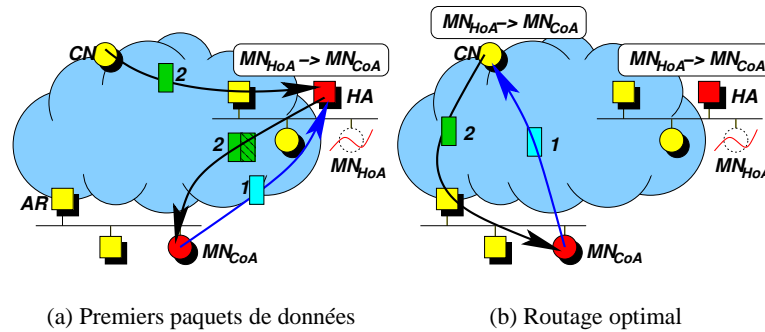 MN_HoA –> MN_CoA
CN
MN_HoA –> MN_CoA
MN_HoA –> MN_CoA
CN
2
HA
HA
2
2
1
MN_HoA
MN_HoA
1
AR
MN_CoA
MN_CoA
(a) Premiers paquets de données
(b) Routage optimal